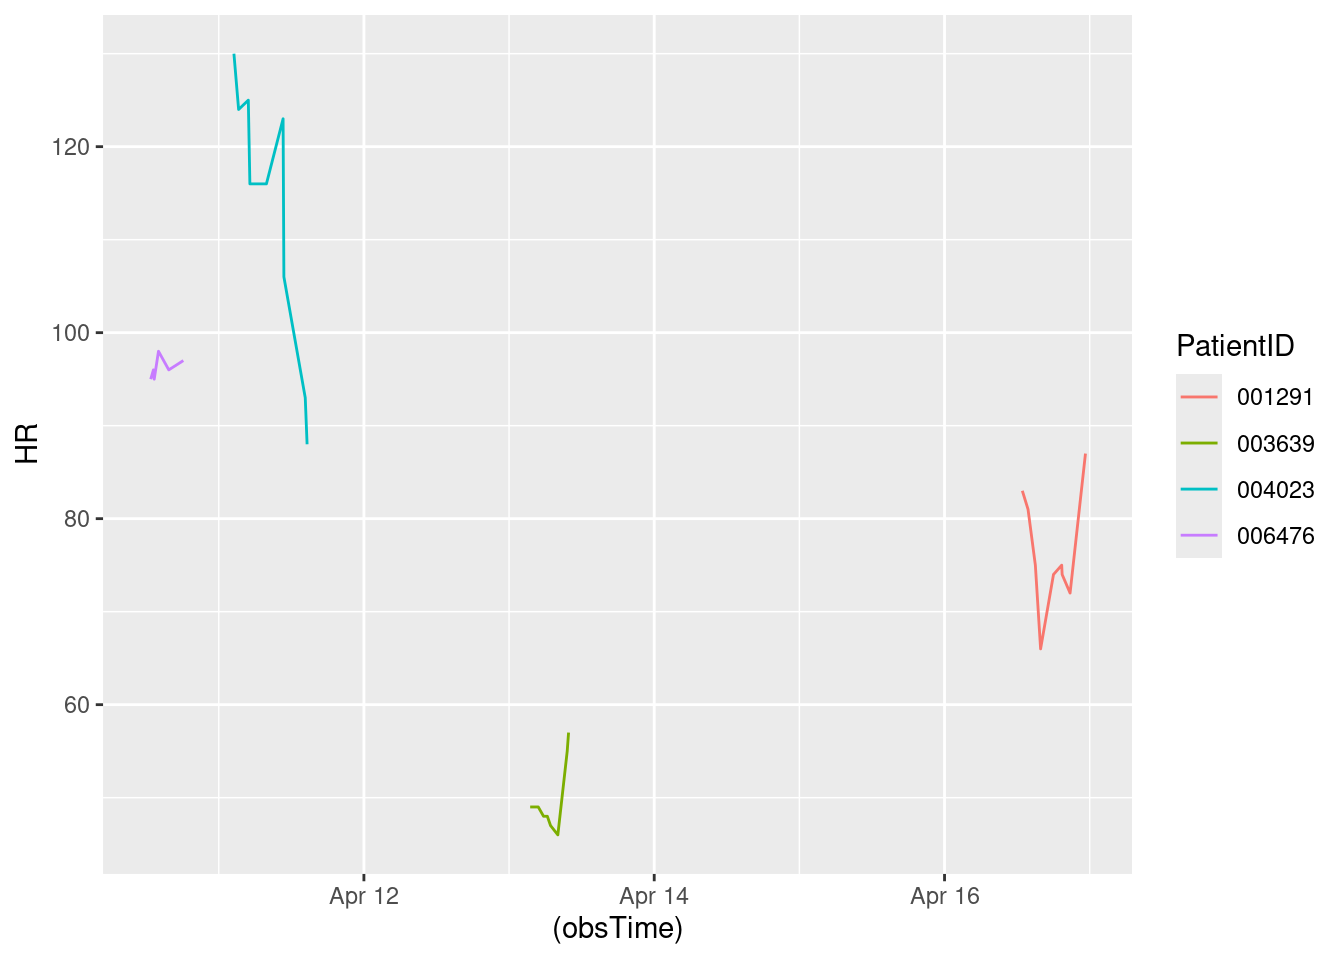 HR
120
100
80
60
Apr 12
Apr 14
Apr 16
(obsTime)
PatientID
001291
003639
004023
006476